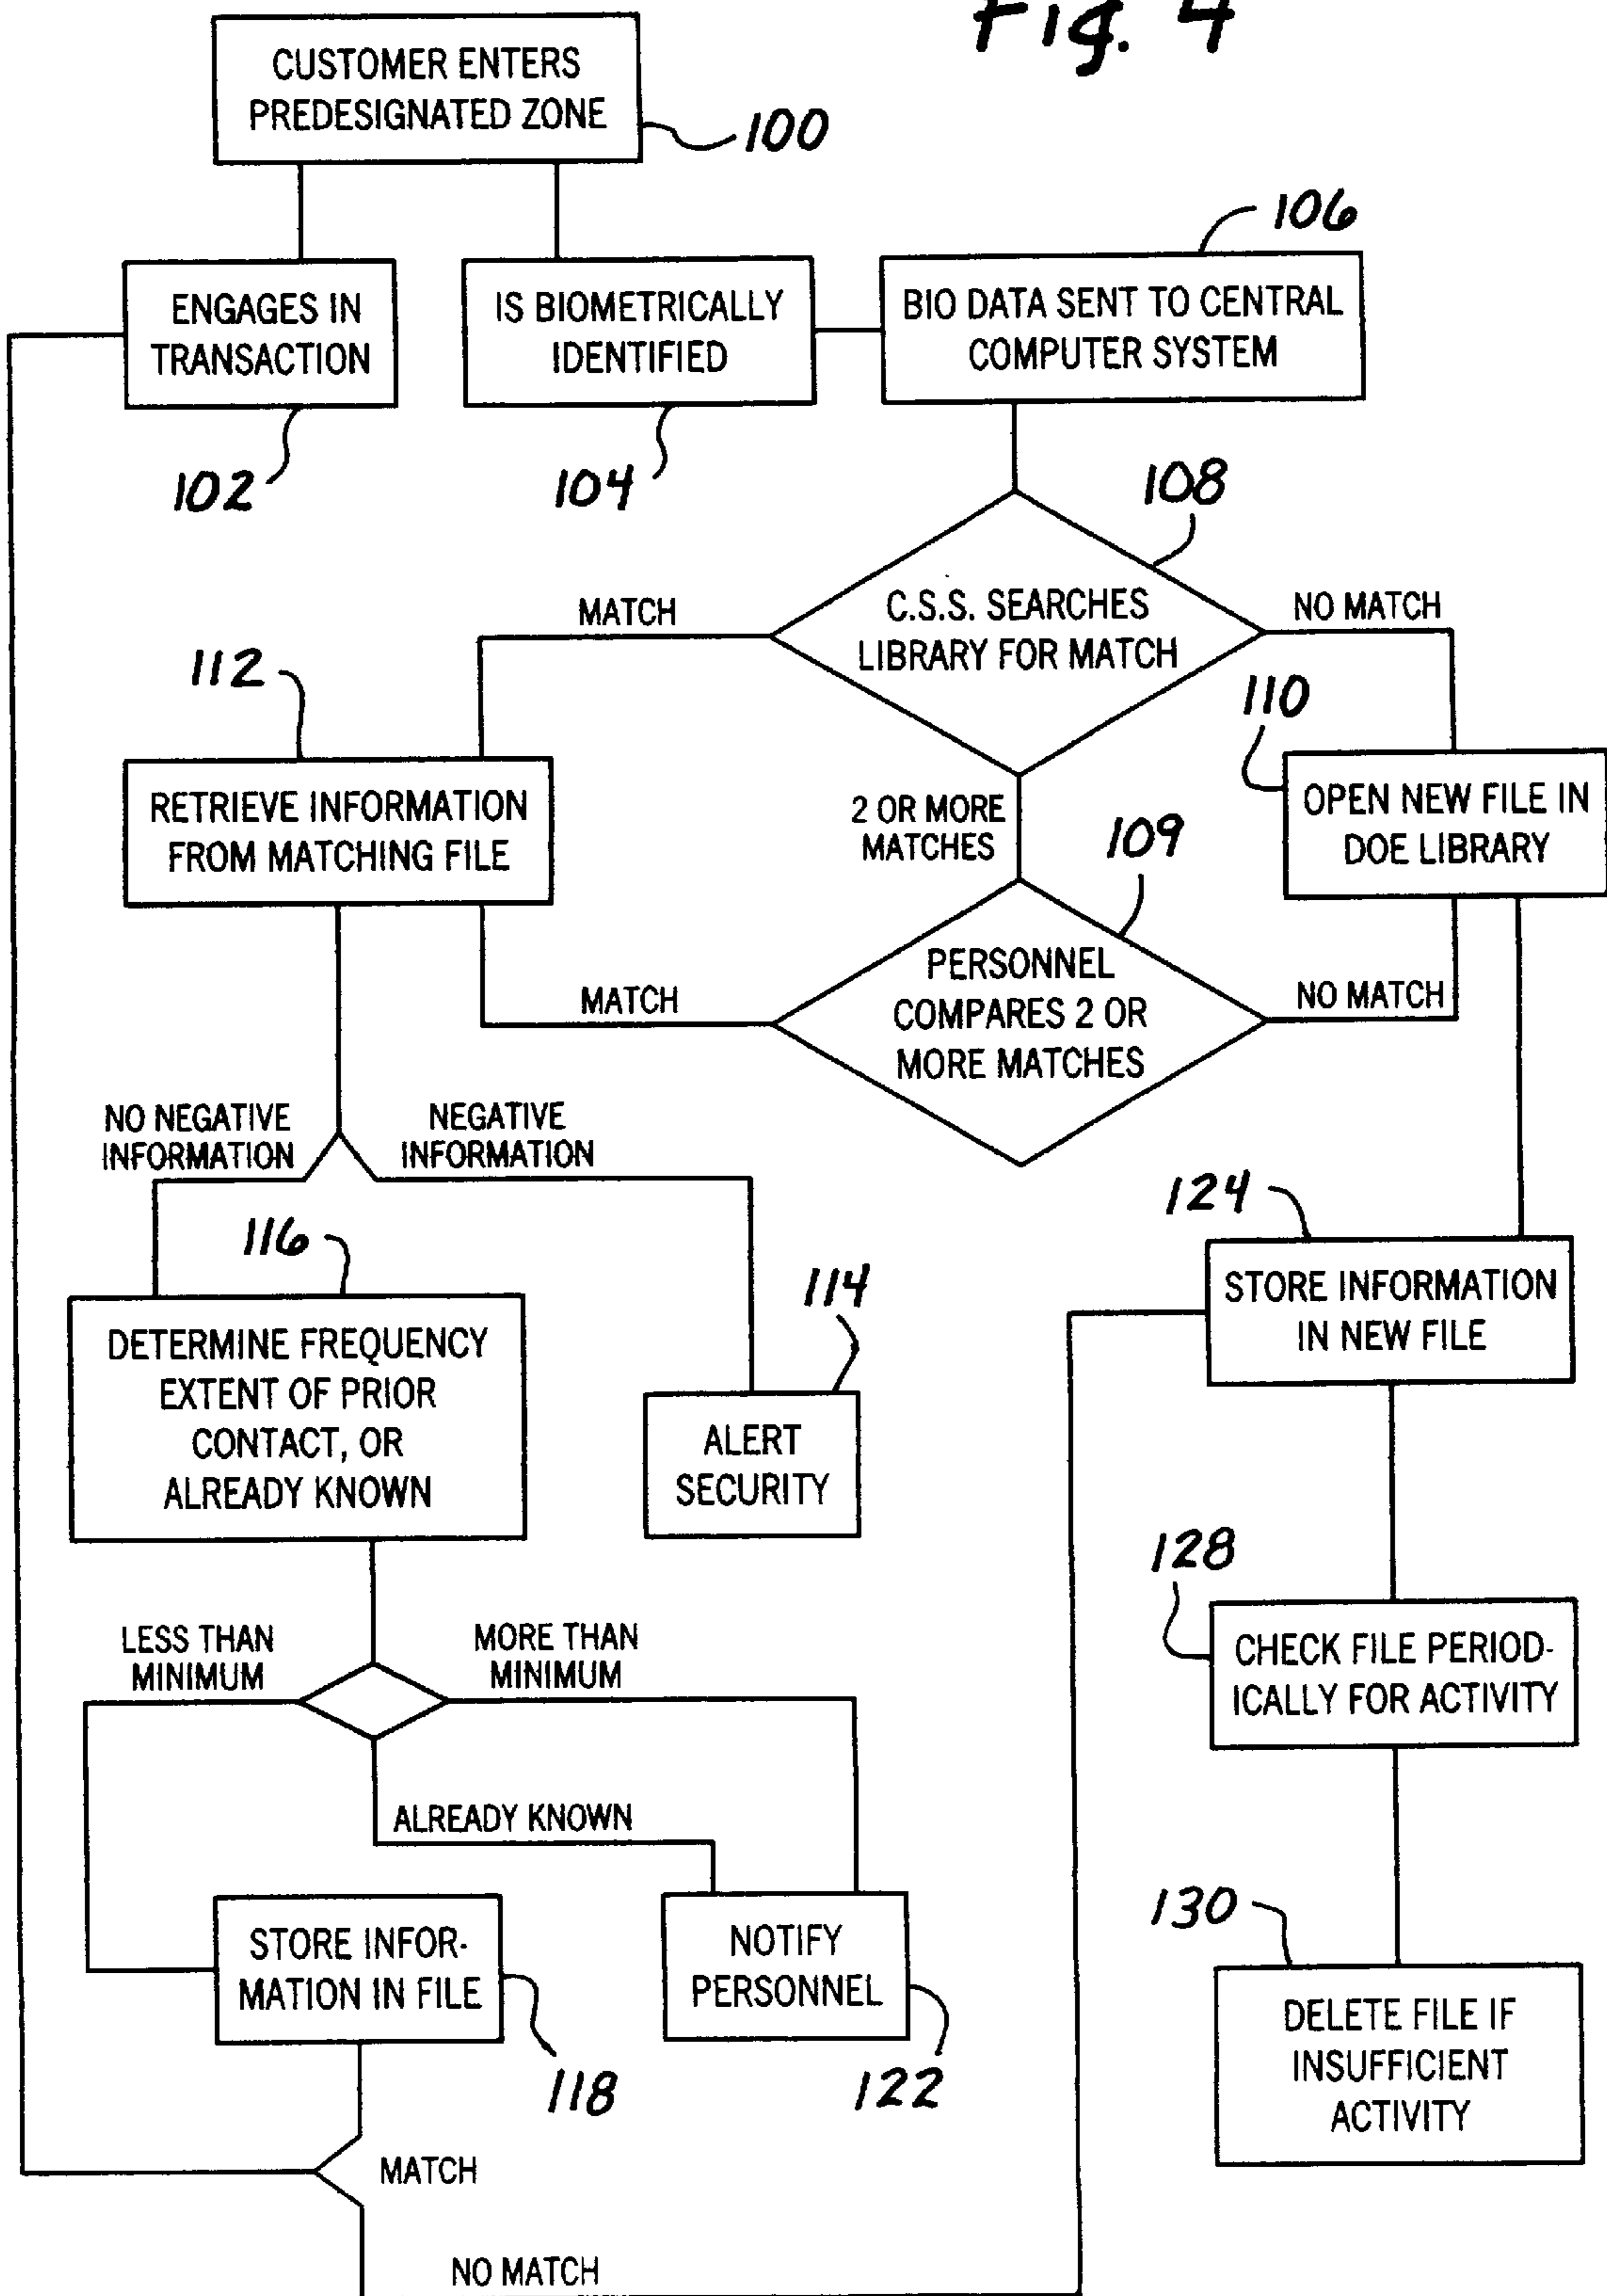 Fig. 4
CUSTOMER ENTERS
PREDESIGNATED ZONE
100
106
ENGAGES IN
TRANSACTION
IS BIOMETRICALLY
IDENTIFIED
BIO DATA SENT TO CENTRAL
COMPUTER SYSTEM
102
104
108
C.S.S. SEARCHES
LIBRARY FOR MATCH
MATCH
NO MATCH
112
110
RETRIEVE INFORMATION
FROM MATCHING FILE
2 OR MORE
MATCHES
109
OPEN NEW FILE IN
DOE LIBRARY
PERSONNEL
COMPARES 2 OR
MORE MATCHES
MATCH
NO MATCH
NO NEGATIVE
INFORMATION
NEGATIVE
INFORMATION
124
116
114
STORE INFORMATION
IN NEW FILE
DETERMINE FREQUENCY
EXTENT OF PRIOR
CONTACT, OR
ALREADY KNOWN
ALERT
SECURITY
128
LESS THAN
MINIMUM
MORE THAN
MINIMUM
CHECK FILE PERIOD-
ICALLY FOR ACTIVITY
ALREADY KNOWN
130
STORE INFOR-
MATION IN FILE
NOTIFY
PERSONNEL
DELETE FILE IF
INSUFFICIENT
ACTIVITY
118
122
MATCH
NO MATCH